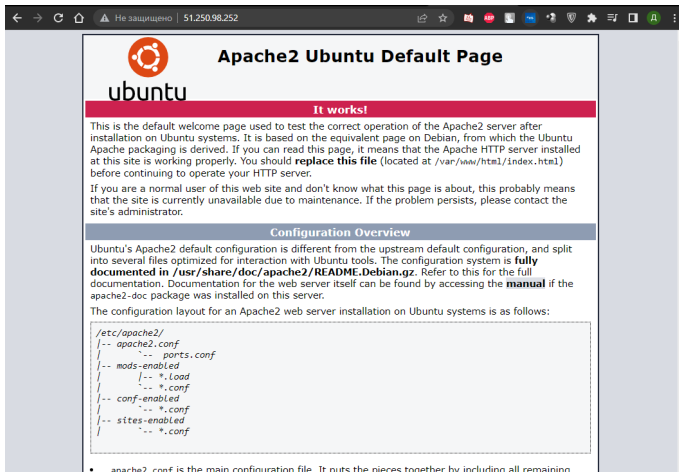 Не защищено | 51.250.98.252
ABP
Д
ubuntu
Apache2 Ubuntu Default Page
It works!
This is the default welcome page used to test the correct operation of the Apache2 server after
installation on Ubuntu systems. It is based on the equivalent page on Debian, from which the Ubuntu
Apache packaging is derived. If you can read this page, it means that the Apache HTTP server installed
at this site is working properly. You should replace this file (located at /var/www/html/index.html)
before continuing to operate your HTTP server.
If you are a normal user of this web site and don't know what this page is about, this probably means
that the site is currently unavailable due to maintenance. If the problem persists, please contact the
site's administrator.
Configuration Overview
Ubuntu's Apache2 default configuration is different from the upstream default configuration, and split
into several files optimized for interaction with Ubuntu tools. The configuration system is fully
documented in /usr/share/doc/apache2/README.Debian.gz. Refer to this for the full
documentation. Documentation for the web server itself can be found by accessing the manual if the
apache2-doc package was installed on this server.
The configuration layout for an Apache2 web server installation on Ubuntu systems is as follows:
/etc/apache2/
|-- apache2.conf
|       `--  ports.conf
|-- mods-enabled
|       |-- *.load
|       `-- *.conf
|-- conf-enabled
|       `-- *.conf
|-- sites-enabled
|       `-- *.conf
• apache2.conf is the main configuration file. It puts the pieces together by including all remaining